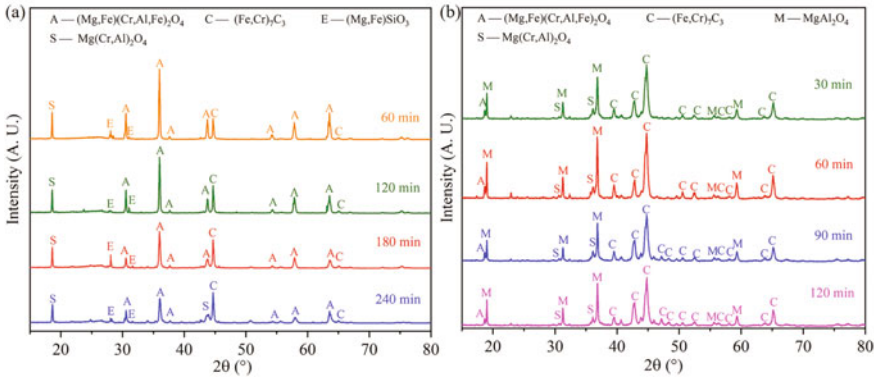 (a)
A — (Mg,Fe)(Cr,Al,Fe)₂O₄ C — (Fe,Cr)₇C₃ E — (Mg,Fe)SiO₃
S — Mg(Cr,Al)₂O₄
Intensity (A. U.)
60 min
S E A E A A A C A A A C
120 min
S E A E A A A C A A A C
180 min
S E A E A A A C A A A C
240 min
S E A E A A S C A A A C
20 30 40 50 60 70 80
2θ (°)
(b)
A — (Mg,Fe)(Cr,Al,Fe)₂O₄ C — (Fe,Cr)₇C₃ M — MgAl₂O₄
S — Mg(Cr,Al)₂O₄
Intensity (A. U.)
30 min
A M S M S M C C C C C M C C M C C
60 min
A M S M S M C C C C C M C C M C C
90 min
A M S M S M C C C C C C C M C C M C C
120 min
A M S M S M C C C C C C C M C C M C C
20 30 40 50 60 70 80
2θ (°)